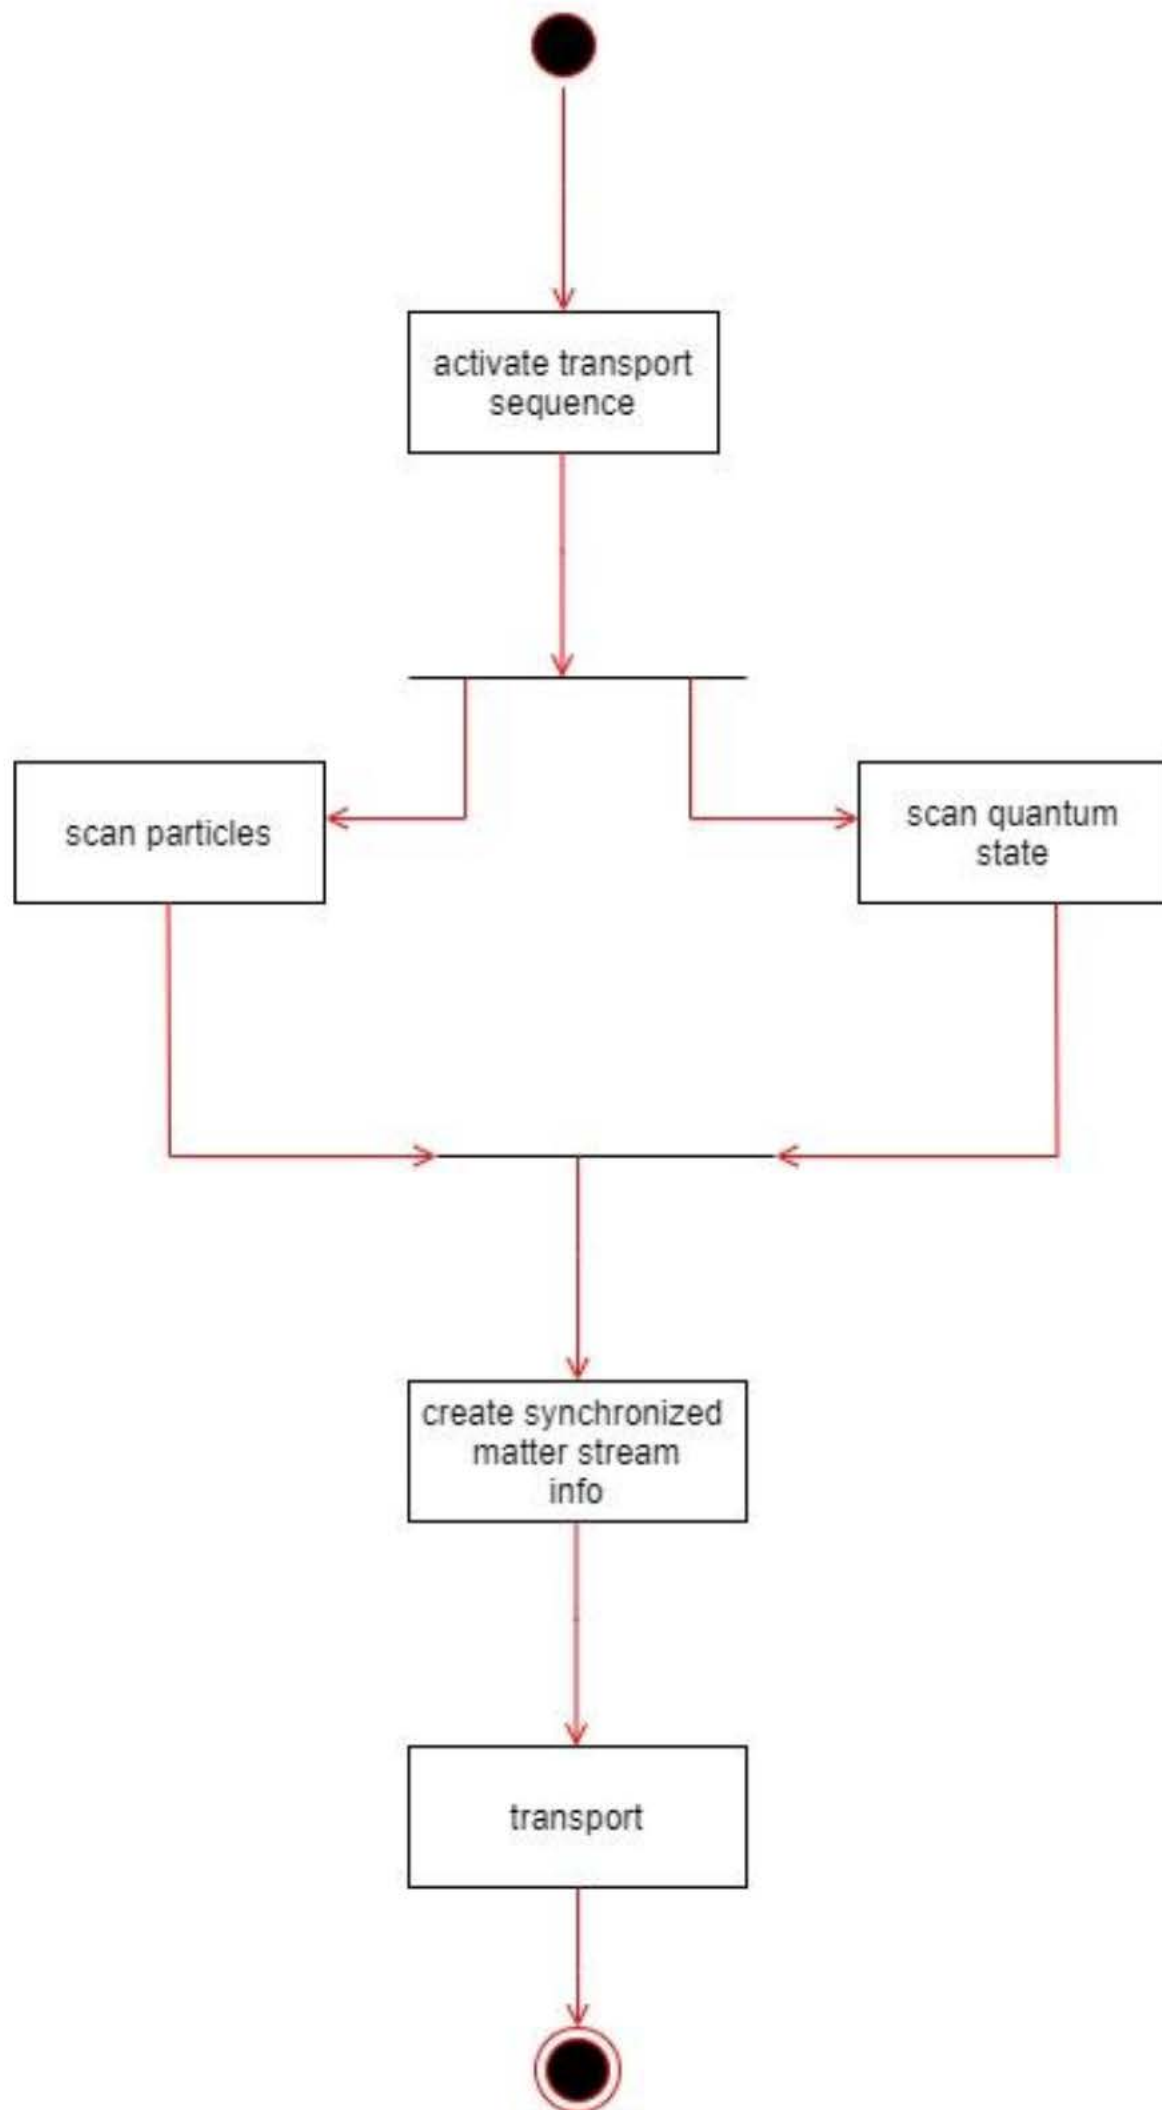 activate transport
sequence
scan particles
scan quantum
state
create synchronized
matter stream
info
transport